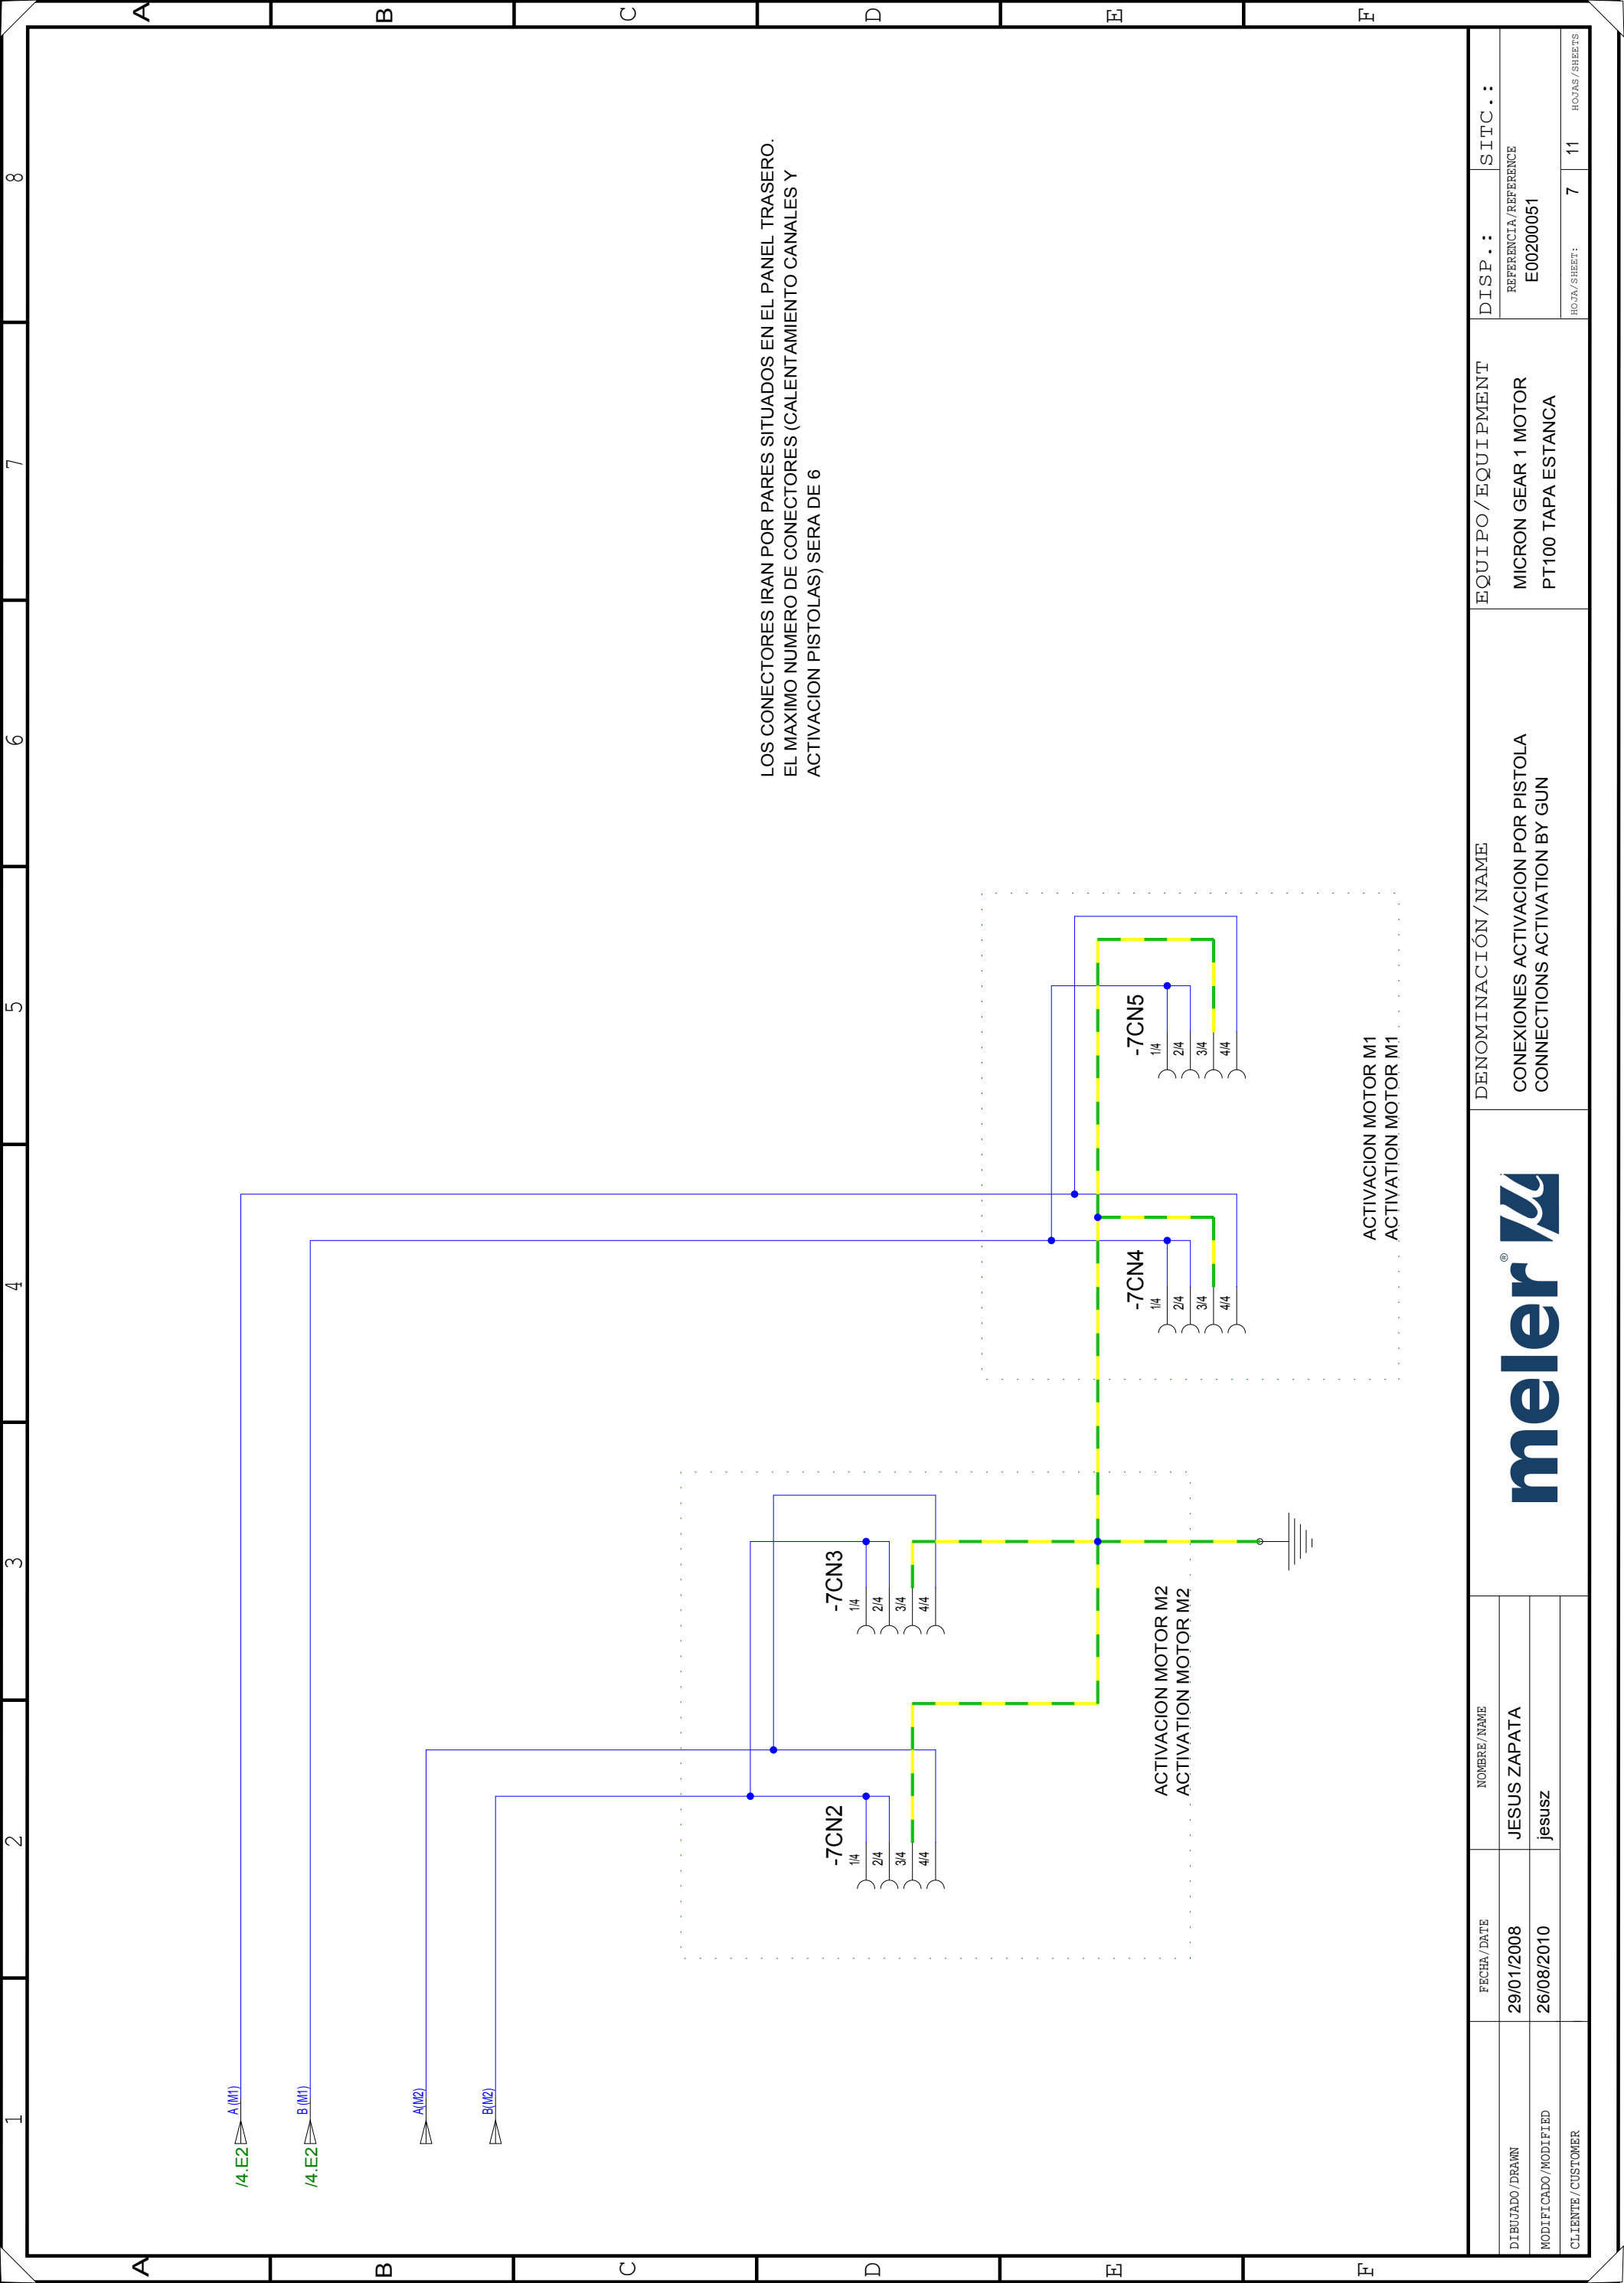 1 2 3 4 5 6 7 8
A
B
C
D
E
F
A
B
C
D
E
F
/4.E2 A (M1)
/4.E2 B (M1)
A(M2)
B(M2)
LOS CONECTORES IRAN POR PARES SITUADOS EN EL PANEL TRASERO.
EL MAXIMO NUMERO DE CONECTORES (CALENTAMIENTO CANALES Y
ACTIVACION PISTOLAS) SERA DE 6
-7CN2
1/4
2/4
3/4
4/4
-7CN3
1/4
2/4
3/4
4/4
ACTIVACION MOTOR M2
ACTIVATION MOTOR M2
-7CN4
1/4
2/4
3/4
4/4
-7CN5
1/4
2/4
3/4
4/4
ACTIVACION MOTOR M1
ACTIVATION MOTOR M1
FECHA/DATE NOMBRE/NAME
DIBUJADO/DRAWN 29/01/2008 JESUS ZAPATA
MODIFICADO/MODIFIED 26/08/2010 jesusz
CLIENTE/CUSTOMER
meler®
DENOMINACIÓN/NAME
CONEXIONES ACTIVACION POR PISTOLA
CONNECTIONS ACTIVATION BY GUN
EQUIPO/EQUIPMENT
MICRON GEAR 1 MOTOR
PT100 TAPA ESTANCA
DISP.: SITC.:
REFERENCIA/REFERENCE
E00200051
HOJA/SHEET: 7 11 HOJAS/SHEETS